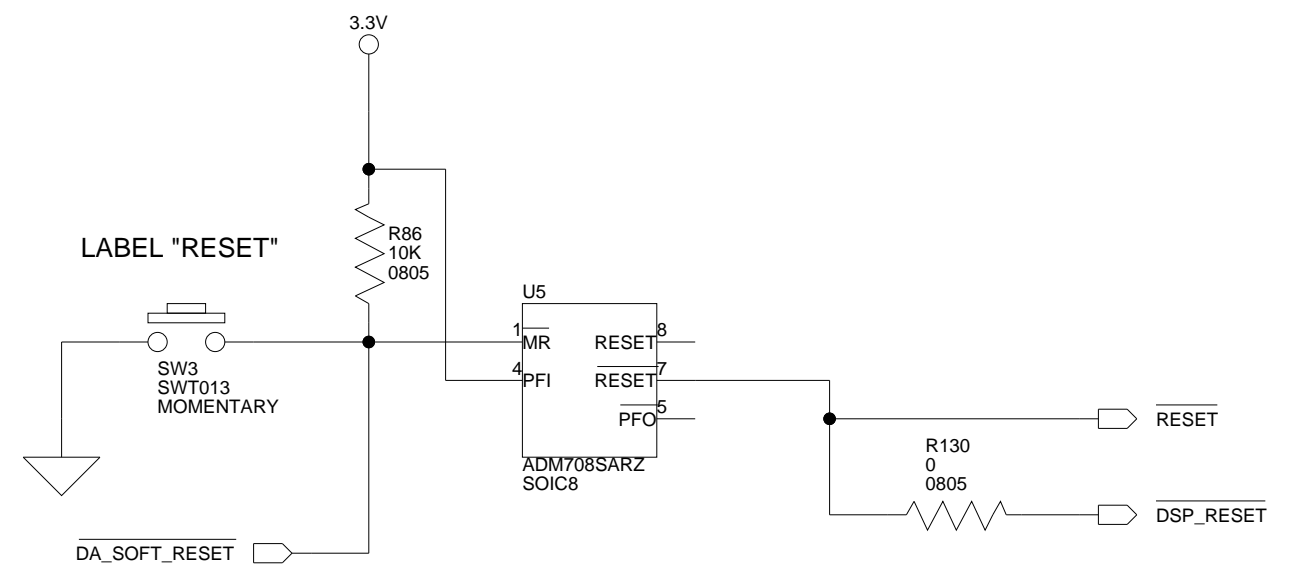 3.3V
R86
10K
0805
LABEL "RESET"
SW3
SWT013
MOMENTARY
U5
1
MR
4
PFI
RESET
8
RESET
7
PFO
5
ADM708SARZ
SOIC8
RESET
R130
0
0805
DSP_RESET
DA_SOFT_RESET